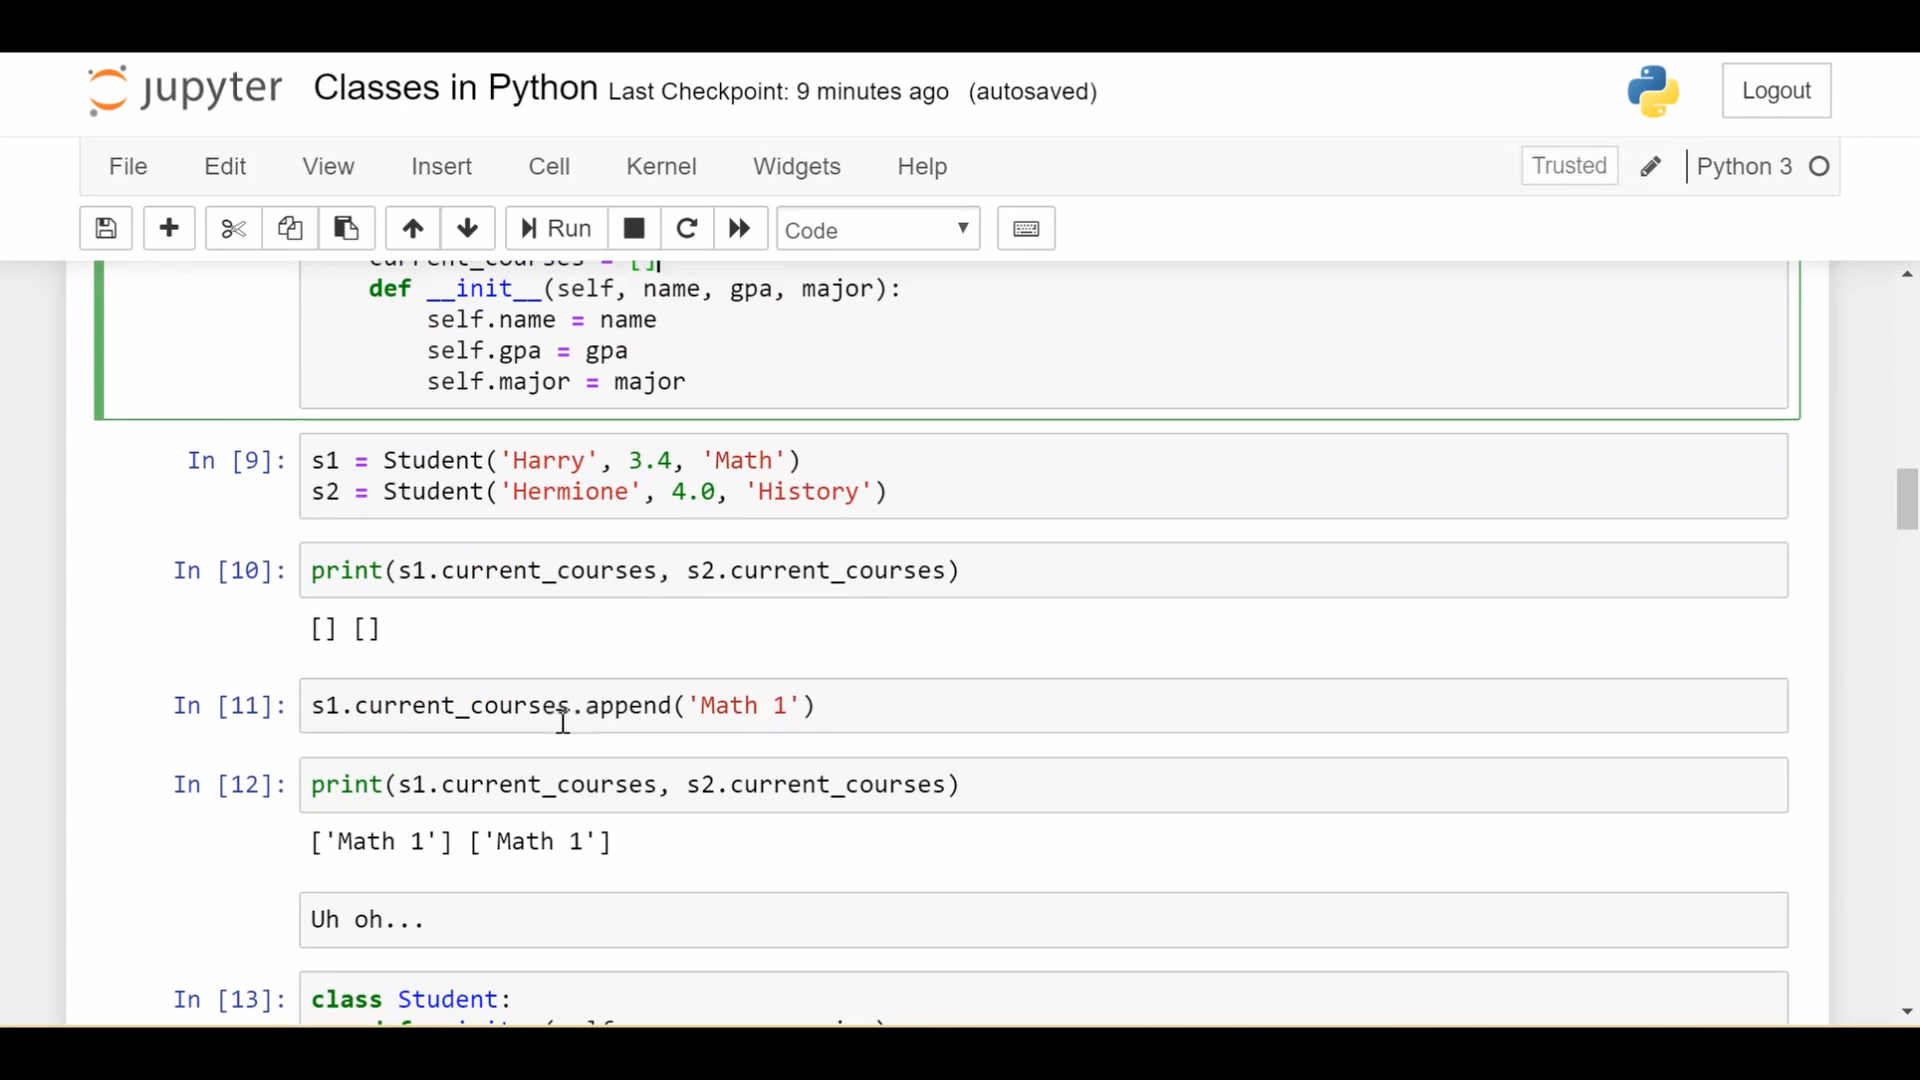 jupyter Classes in Python Last Checkpoint: 9 minutes ago (autosaved) Logout
File Edit View Insert Cell Kernel Widgets Help Trusted Python 3
Run Code
current_courses = []
def __init__(self, name, gpa, major):
self.name = name
self.gpa = gpa
self.major = major
In [9]: s1 = Student('Harry', 3.4, 'Math')
s2 = Student('Hermione', 4.0, 'History')
In [10]: print(s1.current_courses, s2.current_courses)
[] []
In [11]: s1.current_courses.append('Math 1')
In [12]: print(s1.current_courses, s2.current_courses)
['Math 1'] ['Math 1']
Uh oh...
In [13]: class Student: